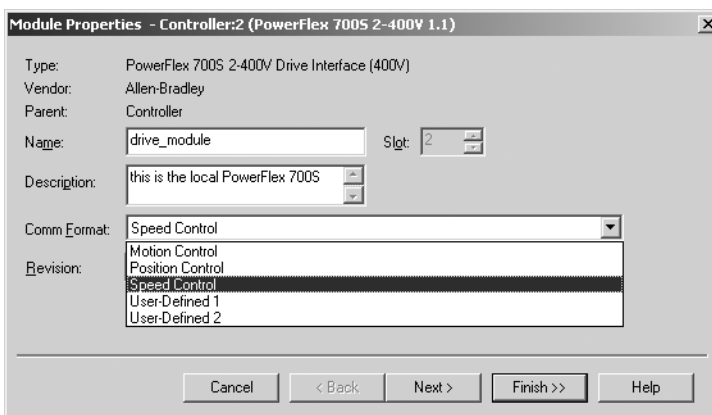 Module Properties - Controller:2 (PowerFlex 700S 2-400V 1.1)
Type: PowerFlex 700S 2-400V Drive Interface (400V)
Vendor: Allen-Bradley
Parent: Controller
Name: drive_module Slot: 2
Description: this is the local PowerFlex 700S
Comm Format: Speed Control
Motion Control
Revision: Position Control
Speed Control
User-Defined 1
User-Defined 2
Cancel < Back Next > Finish >> Help